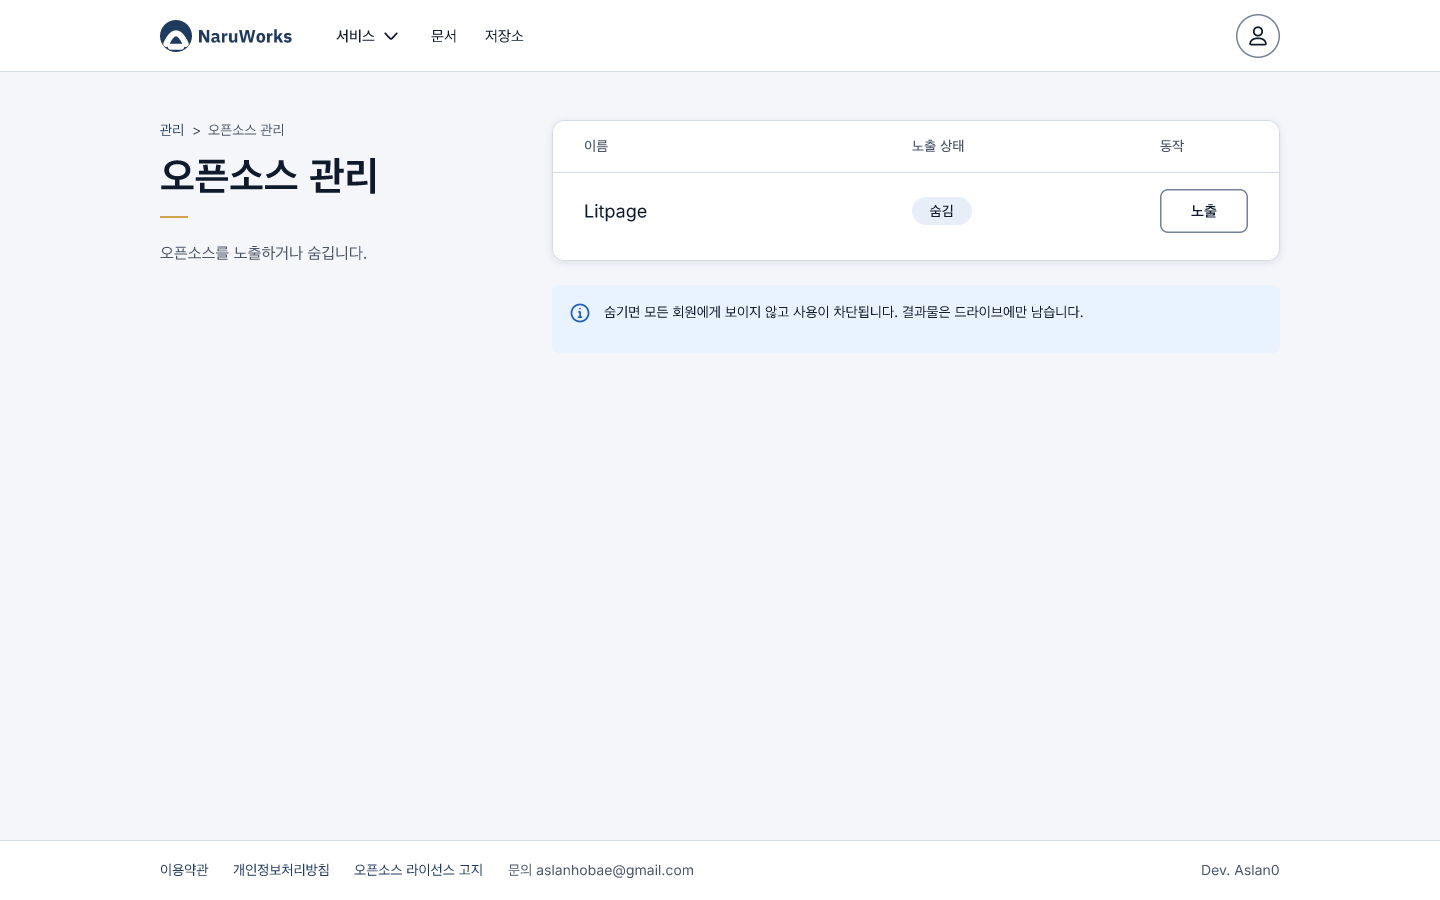 NaruWorks
서비스
문서
저장소
관리 > 오픈소스 관리
오픈소스 관리
오픈소스를 노출하거나 숨깁니다.
이름
노출 상태
동작
Litpage
숨김
노출
숨기면 모든 회원에게 보이지 않고 사용이 차단됩니다. 결과물은 드라이브에만 남습니다.
이용약관
개인정보처리방침
오픈소스 라이선스 고지
문의 aslanhobae@gmail.com
Dev. Aslan0